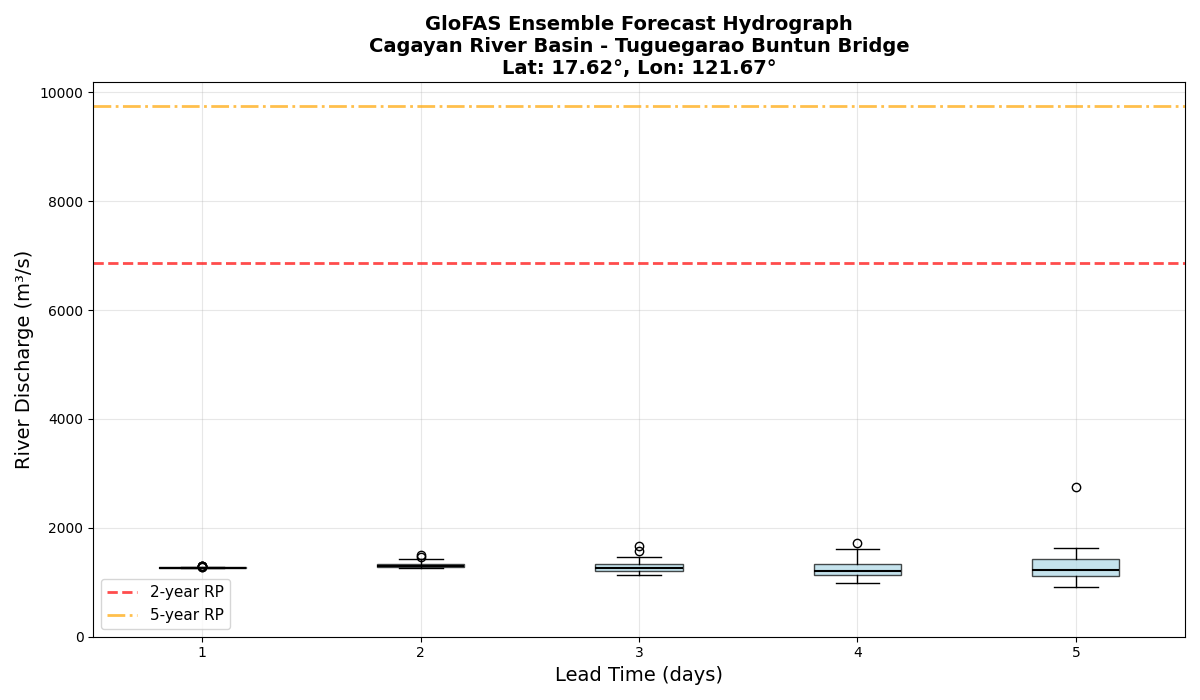 GloFAS Ensemble Forecast Hydrograph
Cagayan River Basin - Tuguegarao Buntun Bridge
Lat: 17.62°, Lon: 121.67°
River Discharge (m³/s)
10000
8000
6000
4000
2000
0
2-year RP
5-year RP
1 2 3 4 5
Lead Time (days)